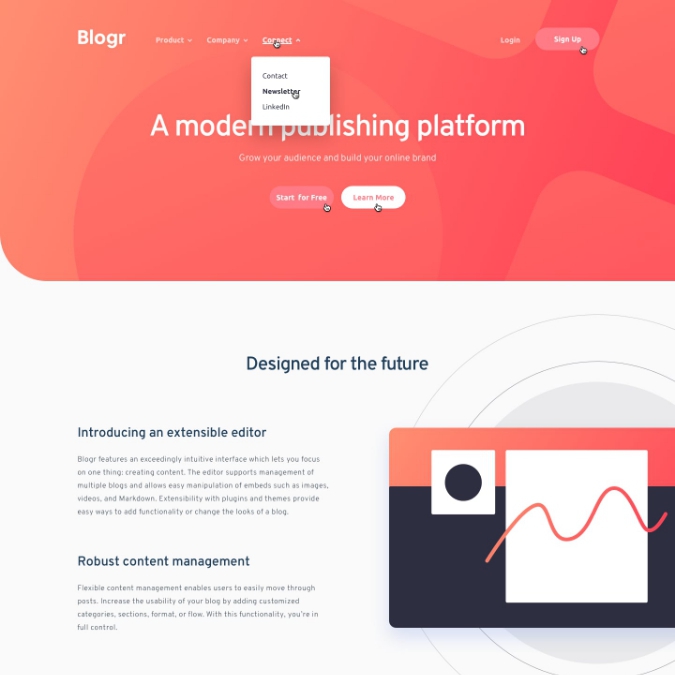 Blogr
Product
Company
Connect
Login
Sign Up
Contact
Newsletter
LinkedIn
A modern publishing platform
Grow your audience and build your online brand
Start for Free
Learn More
Designed for the future
Introducing an extensible editor
Blogr features an exceedingly intuitive interface which lets you focus
on one thing: creating content. The editor supports management of
multiple blogs and allows easy manipulation of embeds such as images,
videos, and Markdown. Extensibility with plugins and themes provide
easy ways to add functionality or change the looks of a blog.
Robust content management
Flexible content management enables users to easily move through
posts. Increase the usability of your blog by adding customized
categories, sections, format, or flow. With this functionality, you're in
full control.